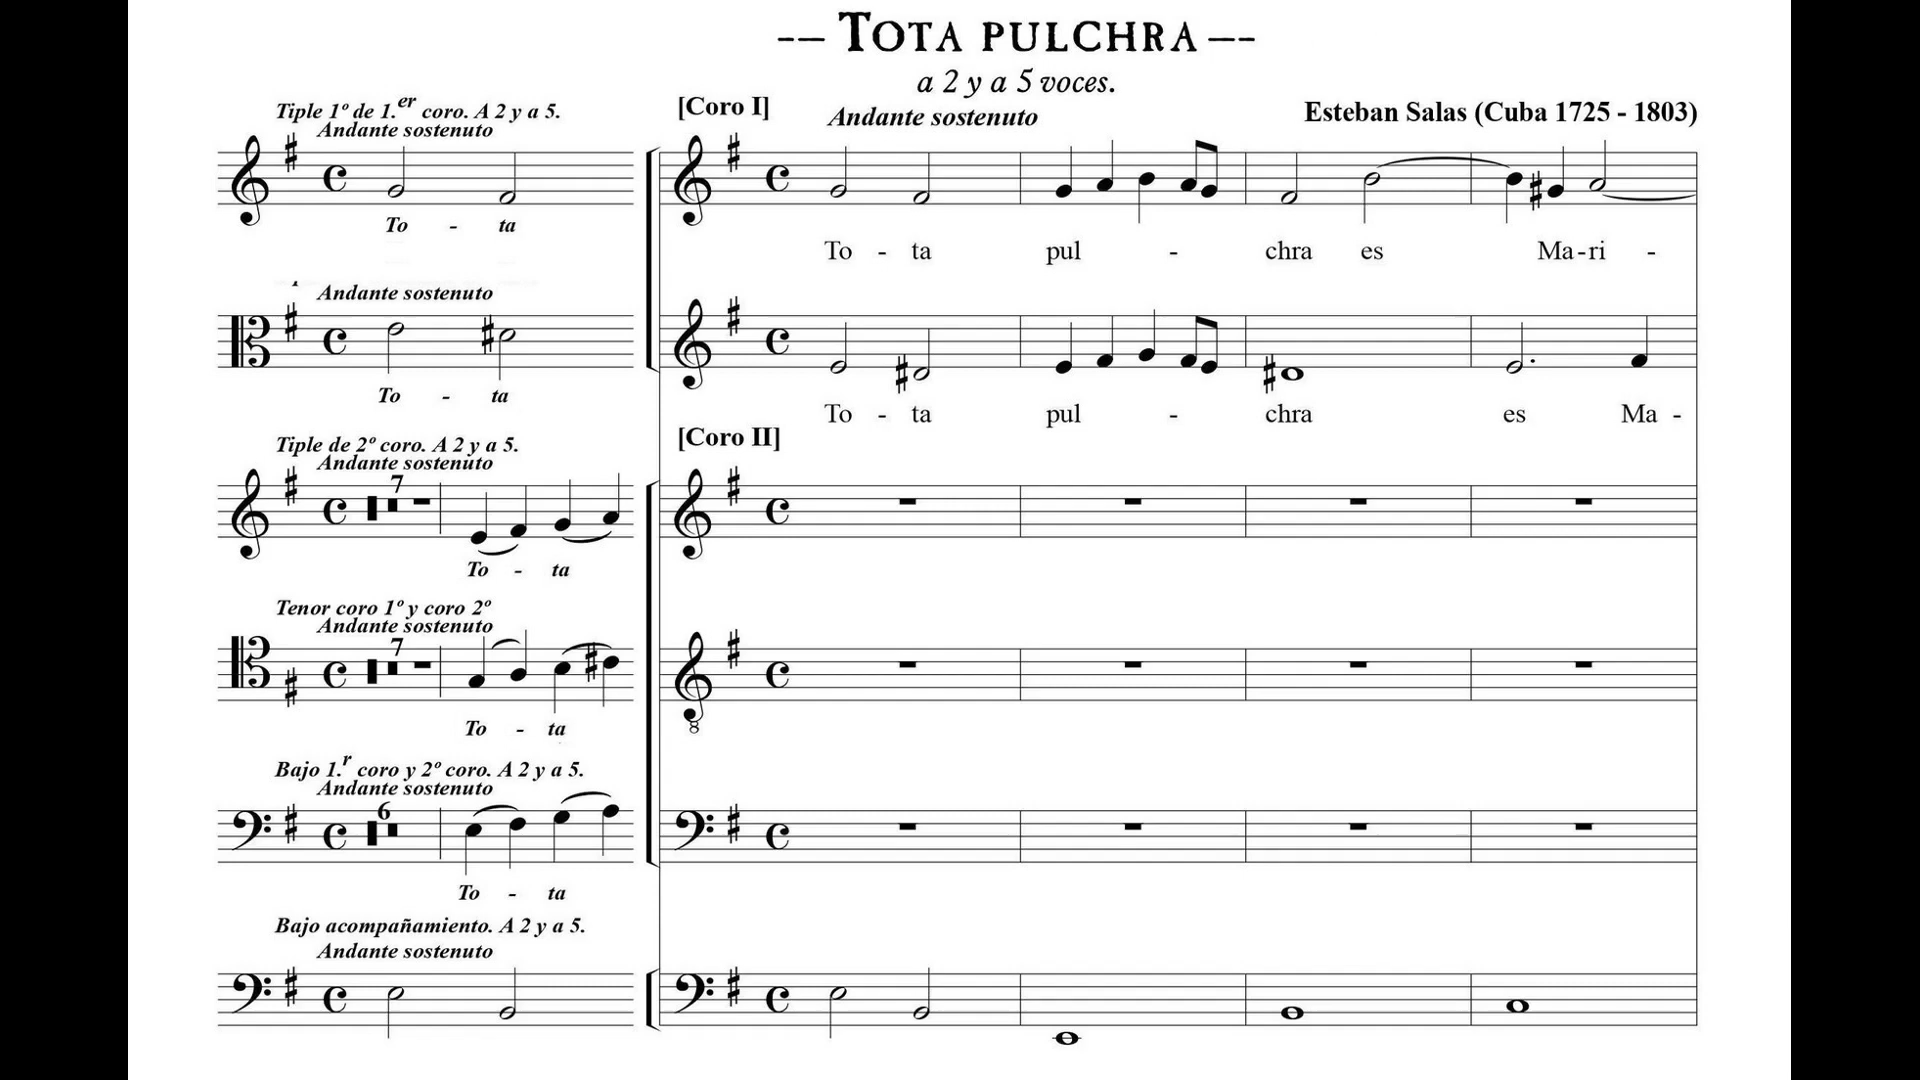 -- TOTA PULCHRA --
a 2 y a 5 voces.
Esteban Salas (Cuba 1725 - 1803)
Tiple 1º de 1.er coro. A 2 y a 5.
Andante sostenuto
To - ta
[Coro I]
Andante sostenuto
To - ta pul - chra es Ma - ri -
Andante sostenuto
To - ta
To - ta pul - chra es Ma -
Tiple de 2º coro. A 2 y a 5.
Andante sostenuto
7
To - ta
[Coro II]
Tenor coro 1º y coro 2º
Andante sostenuto
7
To - ta
8
Bajo 1.r coro y 2º coro. A 2 y a 5.
Andante sostenuto
6
To - ta
Bajo acompañamiento. A 2 y a 5.
Andante sostenuto